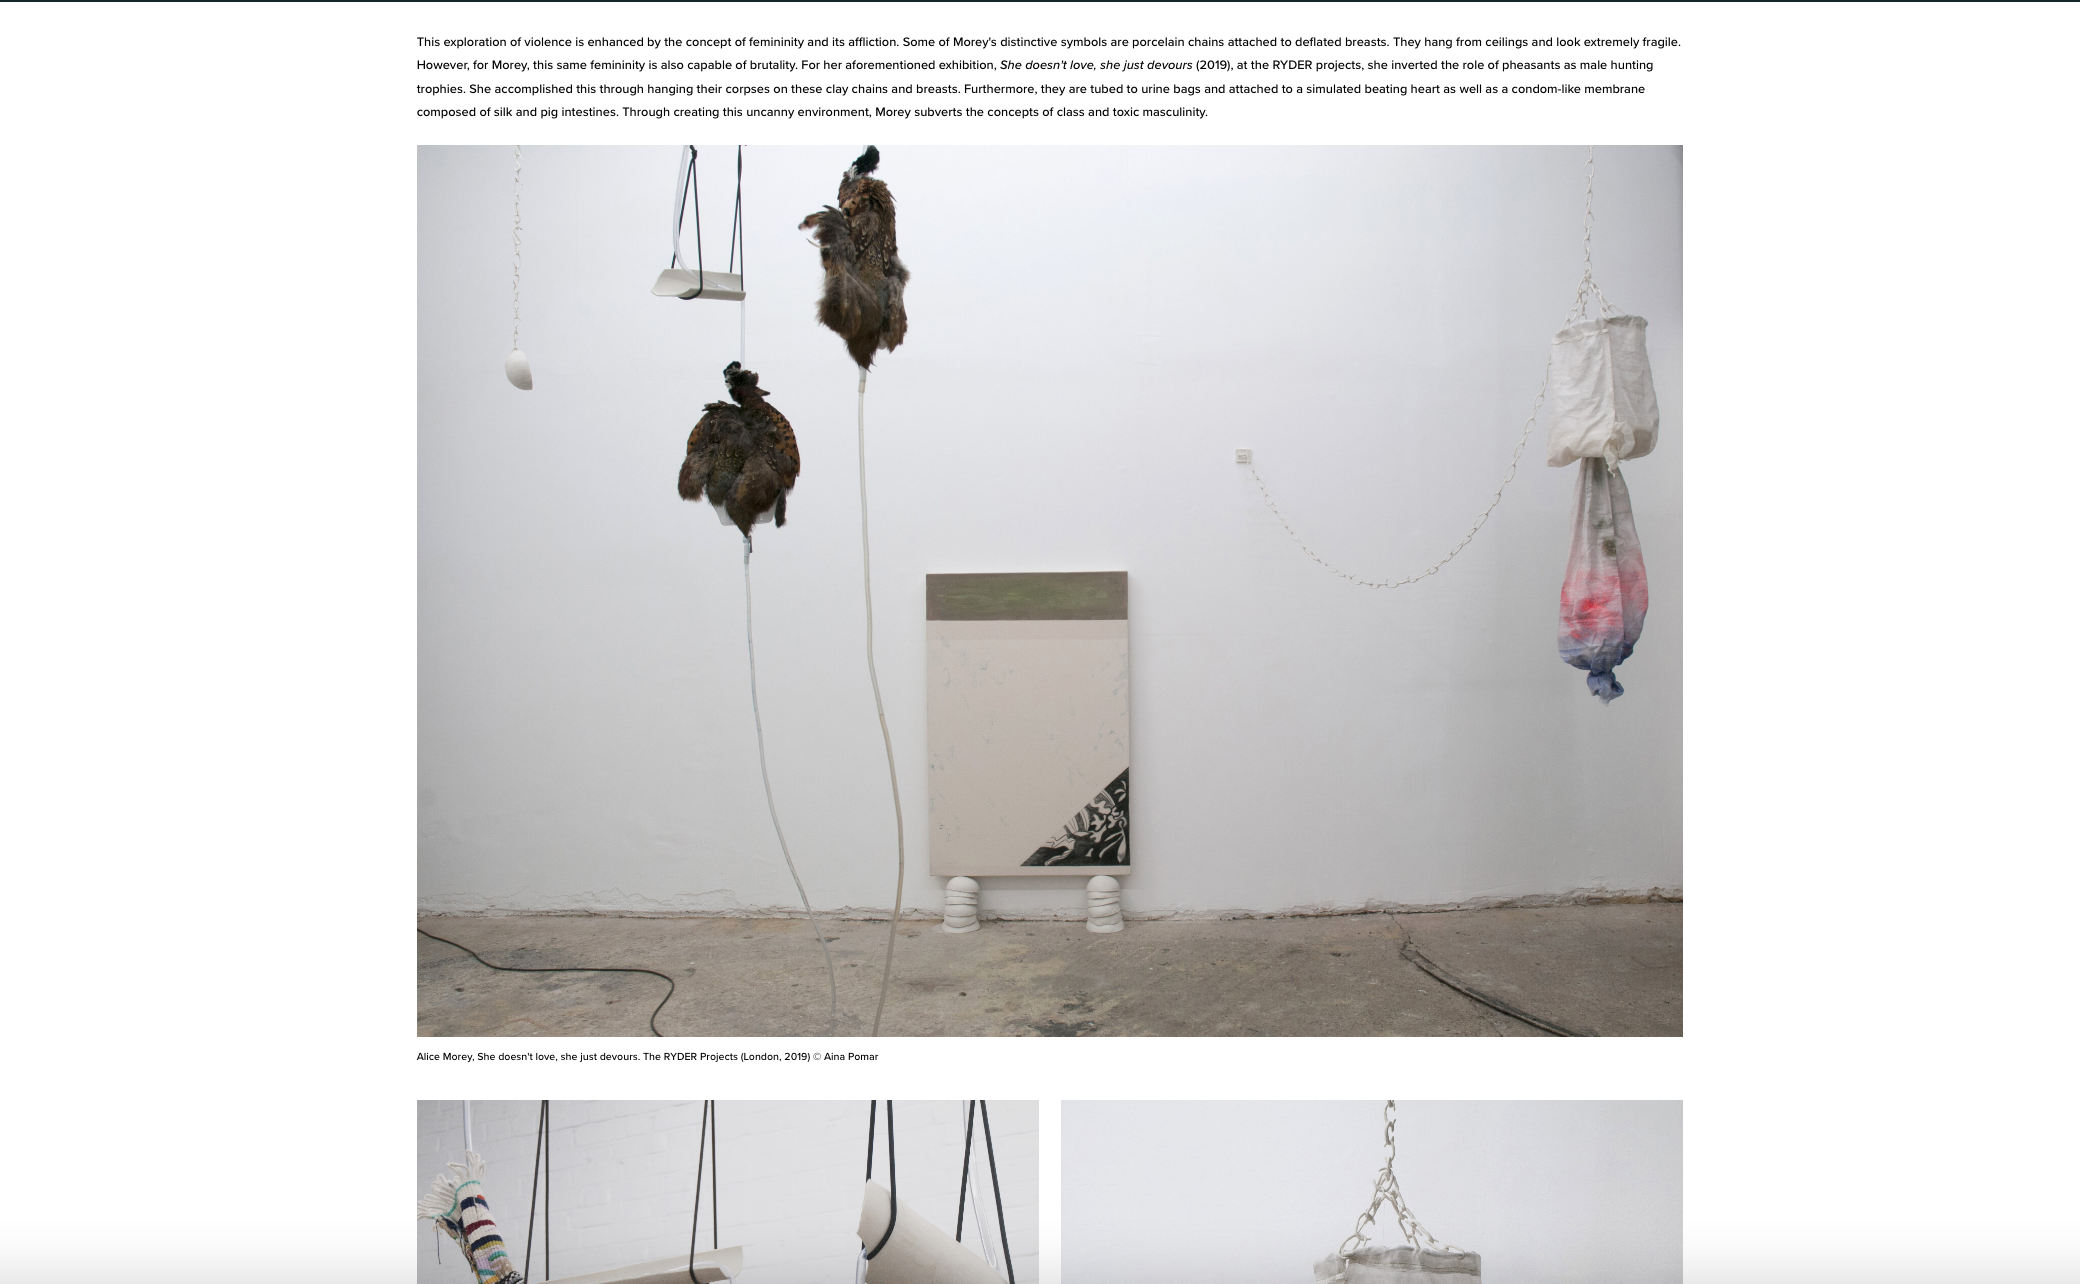 This exploration of violence is enhanced by the concept of femininity and its affliction. Some of Morey's distinctive symbols are porcelain chains attached to deflated breasts. They hang from ceilings and look extremely fragile.
However, for Morey, this same femininity is also capable of brutality. For her aforementioned exhibition, She doesn't love, she just devours (2019), at the RYDER projects, she inverted the role of pheasants as male hunting
trophies. She accomplished this through hanging their corpses on these clay chains and breasts. Furthermore, they are tubed to urine bags and attached to a simulated beating heart as well as a condom-like membrane
composed of silk and pig intestines. Through creating this uncanny environment, Morey subverts the concepts of class and toxic masculinity.
Alice Morey, She doesn't love, she just devours. The RYDER Projects (London, 2019) © Aina Pomar